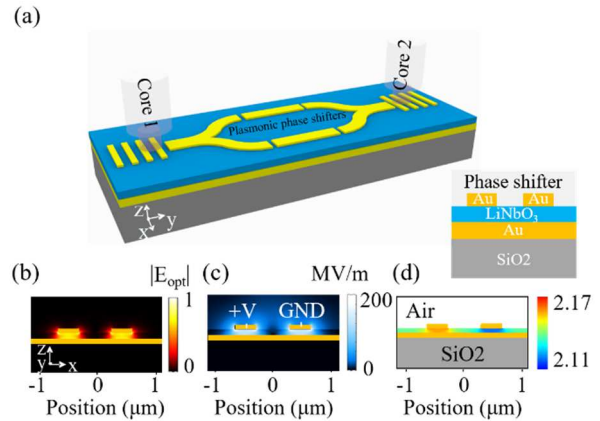 (a)
Core 1
Core 2
Plasmonic phase shifters
z
y
x
Phase shifter
Au Au
LiNbO3
Au
SiO2
(b) |Eopt|
1
0
z
y x
-1 0 1
Position (μm)
(c) MV/m
+V GND
200
0
-1 0 1
Position (μm)
(d)
Air
SiO2
2.17
2.11
-1 0 1
Position (μm)